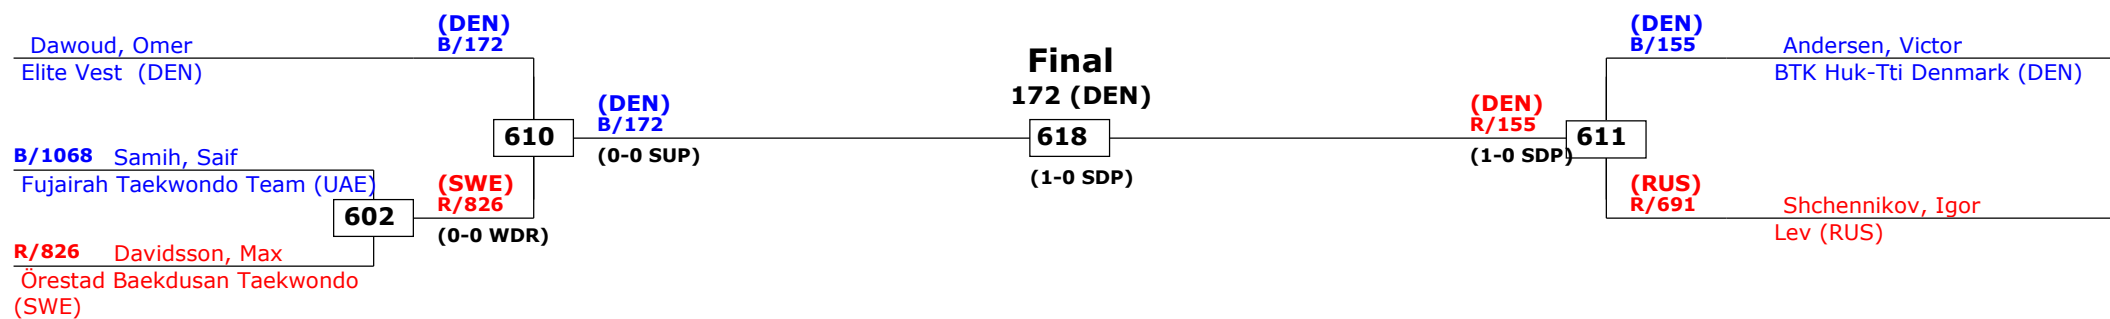 (DEN)
B/172
Dawoud, Omer
Elite Vest (DEN)
B/1068 Samih, Saif
Fujairah Taekwondo Team (UAE)
602
R/826 Davidsson, Max
Örestad Baekdusan Taekwondo
(SWE)
(SWE)
R/826
(0-0 WDR)
610
(DEN)
B/172
(0-0 SUP)
Final
172 (DEN)
618
(1-0 SDP)
(DEN)
R/155
(1-0 SDP)
611
(DEN)
B/155
Andersen, Victor
BTK Huk-Tti Denmark (DEN)
(RUS)
R/691
Shchennikov, Igor
Lev (RUS)